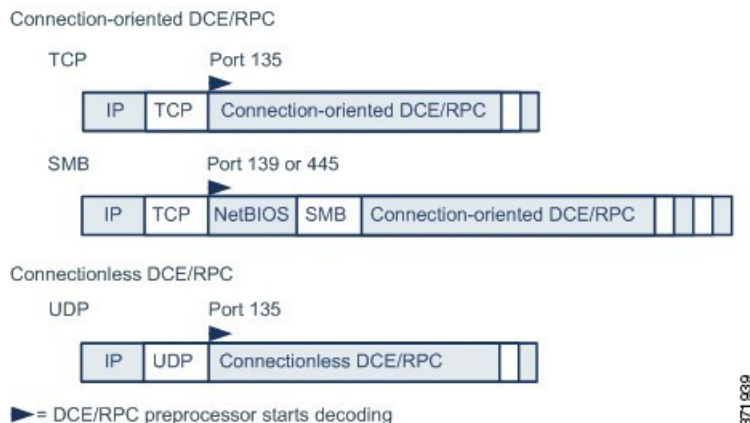 Connection-oriented DCE/RPC
TCP Port 135
IP TCP Connection-oriented DCE/RPC
SMB Port 139 or 445
IP TCP NetBIOS SMB Connection-oriented DCE/RPC
Connectionless DCE/RPC
UDP Port 135
IP UDP Connectionless DCE/RPC
= DCE/RPC preprocessor starts decoding
371939